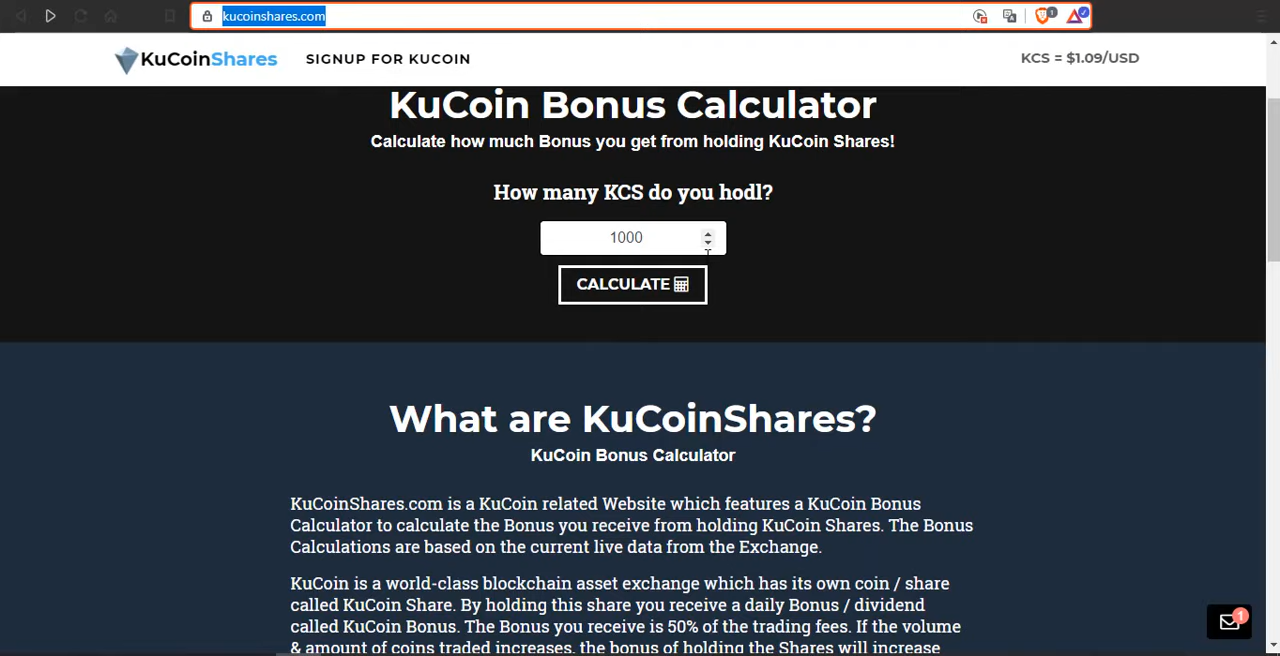 kucoinshares.com
1
KuCoinShares SIGNUP FOR KUCOIN KCS = $1.09/USD
KuCoin Bonus Calculator
Calculate how much Bonus you get from holding KuCoin Shares!
How many KCS do you hodl?
1000
CALCULATE
What are KuCoinShares?
KuCoin Bonus Calculator
KuCoinShares.com is a KuCoin related Website which features a KuCoin Bonus
Calculator to calculate the Bonus you receive from holding KuCoin Shares. The Bonus
Calculations are based on the current live data from the Exchange.
KuCoin is a world-class blockchain asset exchange which has its own coin / share
called KuCoin Share. By holding this share you receive a daily Bonus / dividend
called KuCoin Bonus. The Bonus you receive is 50% of the trading fees. If the volume
& amount of coins traded increases, the bonus of holding the Shares will increase
1